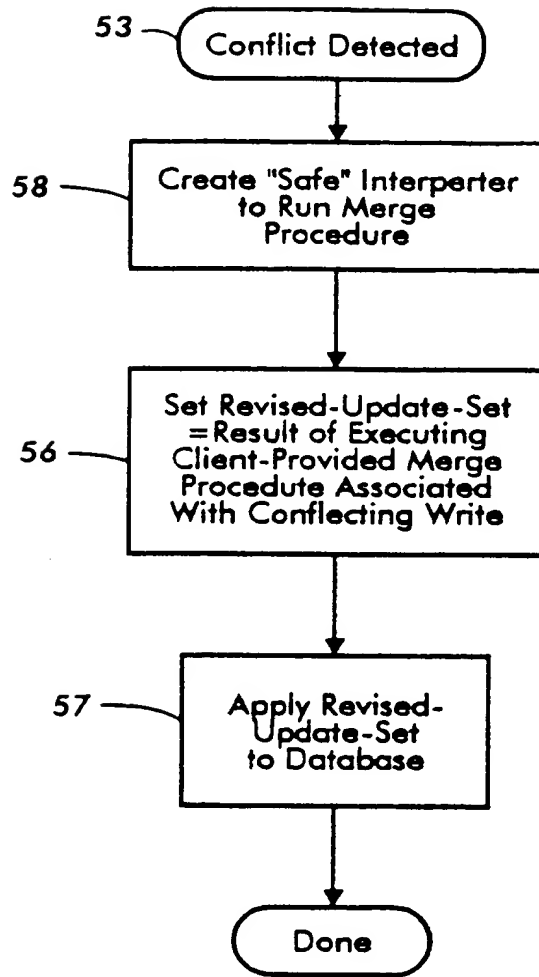 53
Conflict Detected
58
Create "Safe" Interperter
to Run Merge
Procedure
56
Set Revised-Update-Set
=Result of Executing
Client-Provided Merge
Procedute Associated
With Conflecting Write
57
Apply Revised-
Update-Set
to Database
Done